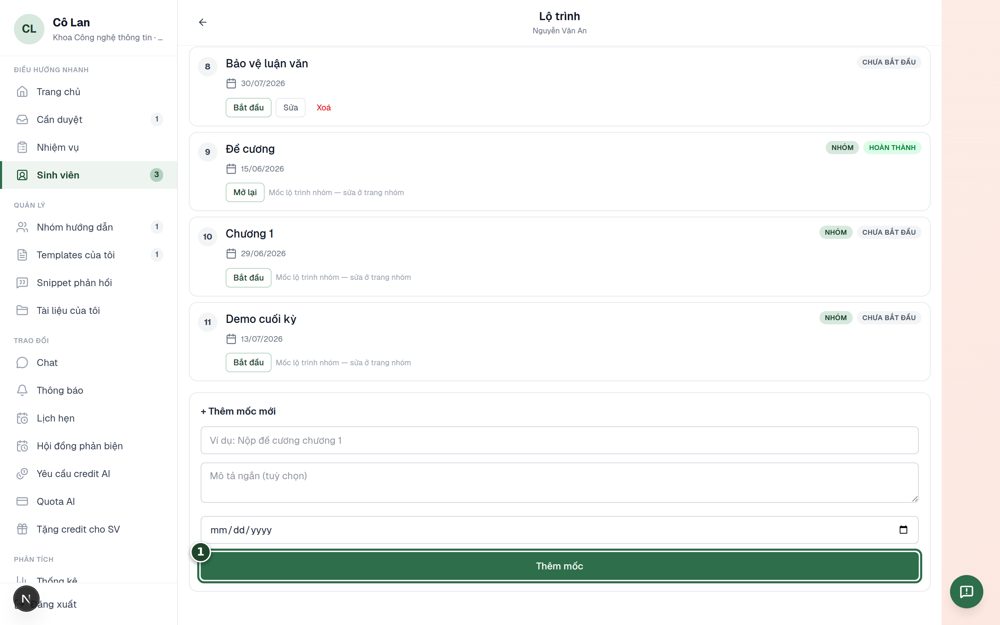 CL
Cô Lan
Khoa Công nghệ thông tin · ...
ĐIỀU HƯỚNG NHANH
Trang chủ
Cần duyệt 1
Nhiệm vụ
Sinh viên 3
QUẢN LÝ
Nhóm hướng dẫn 1
Templates của tôi 1
Snippet phản hồi
Tài liệu của tôi
TRAO ĐỔI
Chat
Thông báo
Lịch hẹn
Hội đồng phản biện
Yêu cầu credit AI
Quota AI
Tặng credit cho SV
PHÂN TÍCH
Thống kê
N
Đăng xuất
Lộ trình
Nguyễn Văn An
8 Bảo vệ luận văn CHƯA BẮT ĐẦU
30/07/2026
Bắt đầu Sửa Xoá
9 Đề cương NHÓM HOÀN THÀNH
15/06/2026
Mở lại Mốc lộ trình nhóm — sửa ở trang nhóm
10 Chương 1 NHÓM CHƯA BẮT ĐẦU
29/06/2026
Bắt đầu Mốc lộ trình nhóm — sửa ở trang nhóm
11 Demo cuối kỳ NHÓM CHƯA BẮT ĐẦU
13/07/2026
Bắt đầu Mốc lộ trình nhóm — sửa ở trang nhóm
+ Thêm mốc mới
Ví dụ: Nộp đề cương chương 1
Mô tả ngắn (tuỳ chọn)
mm/dd/yyyy
1
Thêm mốc